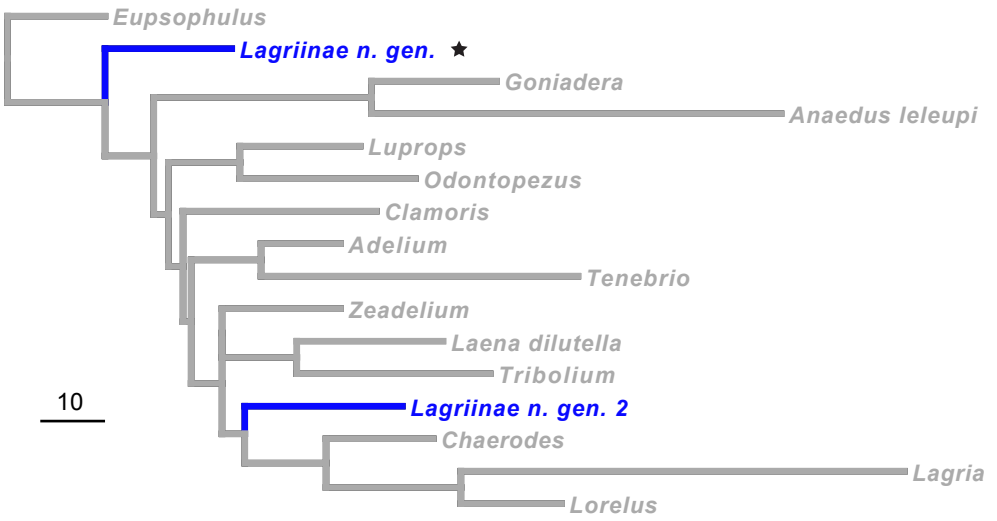 Eupsophulus
Lagriinae n. gen. ★
Goniadera
Anaedus leleupi
Luprops
Odontopezus
Clamoris
Adelium
Tenebrio
Zeadelium
Laena dilutella
Tribolium
10
Lagriinae n. gen. 2
Chaerodes
Lagria
Lorelus